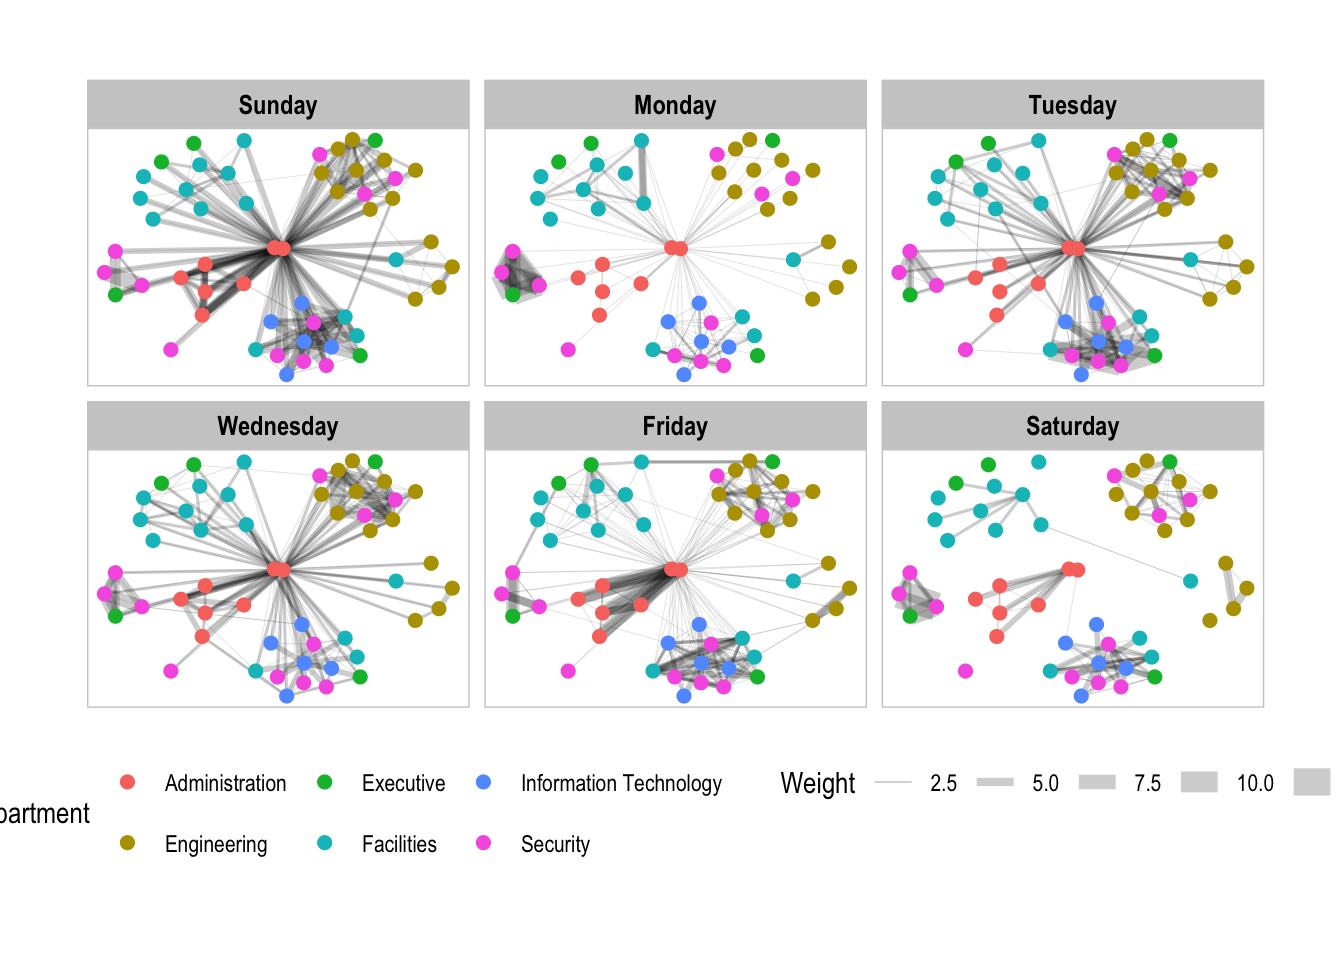 Sunday
Monday
Tuesday
Wednesday
Friday
Saturday
partment
Administration
Executive
Information Technology
Engineering
Facilities
Security
Weight
2.5
5.0
7.5
10.0